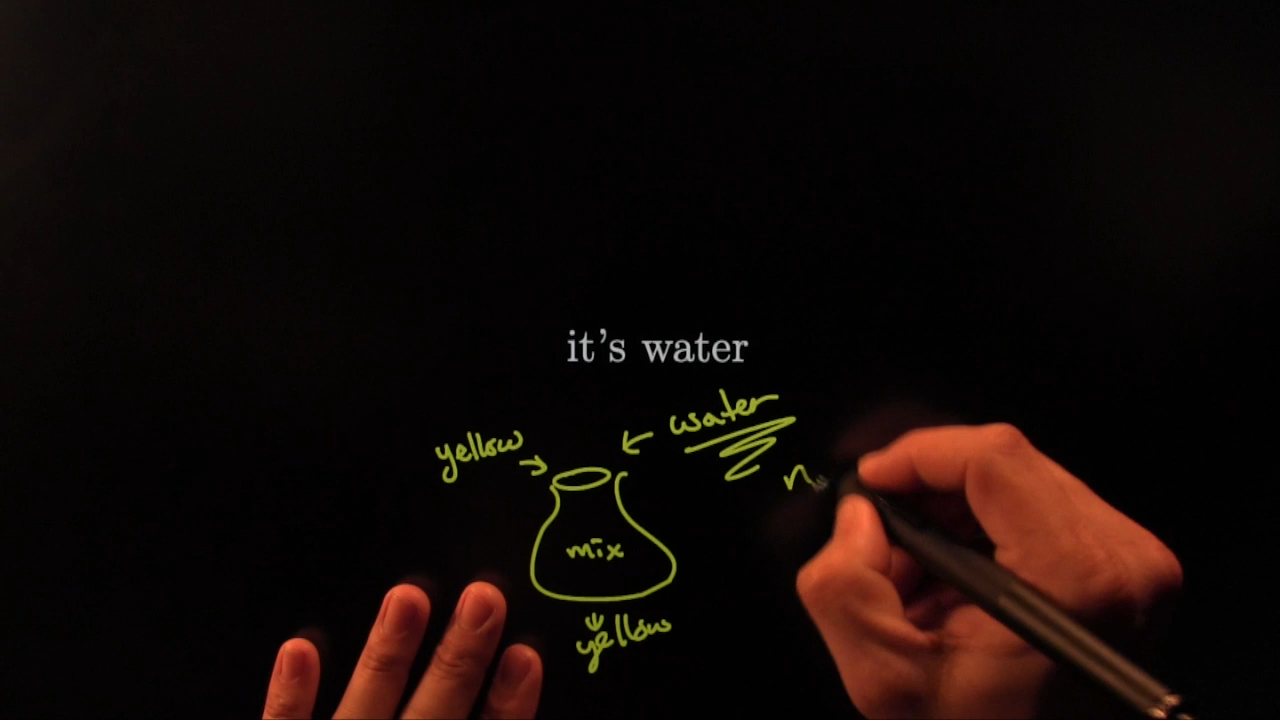 it's water
water
yellow
mix
yellow